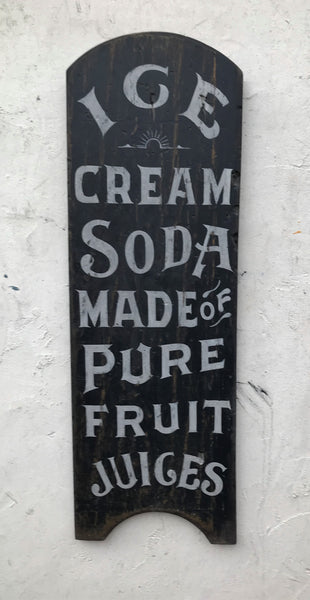 ICE
CREAM
SODA
MADE OF
PURE
FRUIT
JUICES